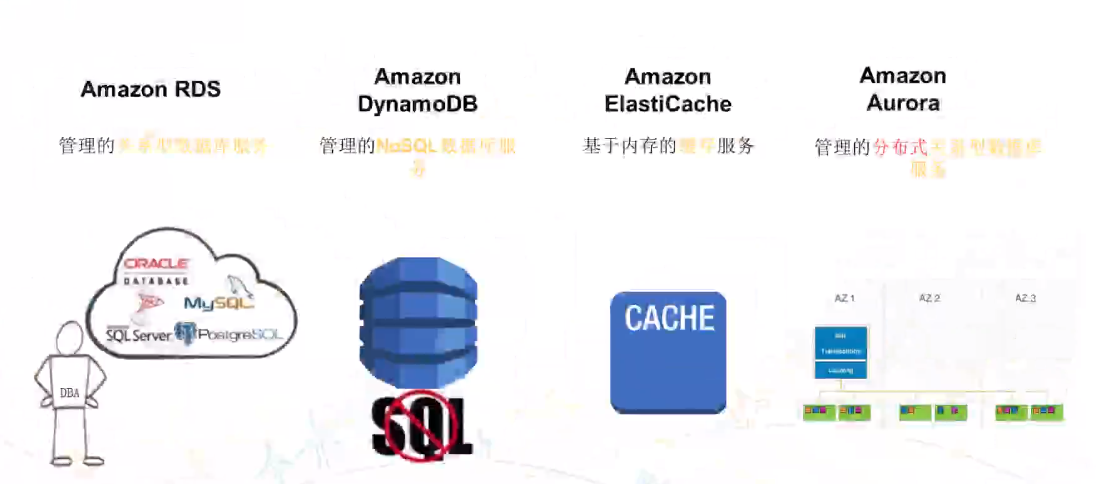 Amazon RDS
管理的关系型数据库服务
Amazon
DynamoDB
管理的NoSQL数据库服
务
Amazon
ElastiCache
基于内存的缓存服务
Amazon
Aurora
管理的分布式关系型数据库
服务
ORACLE
DATABASE
MySQL
SQL Server
PostgreSQL
DBA
SQL
CACHE
AZ 1
AZ 2
AZ 3
SQL
Transactions
Caching